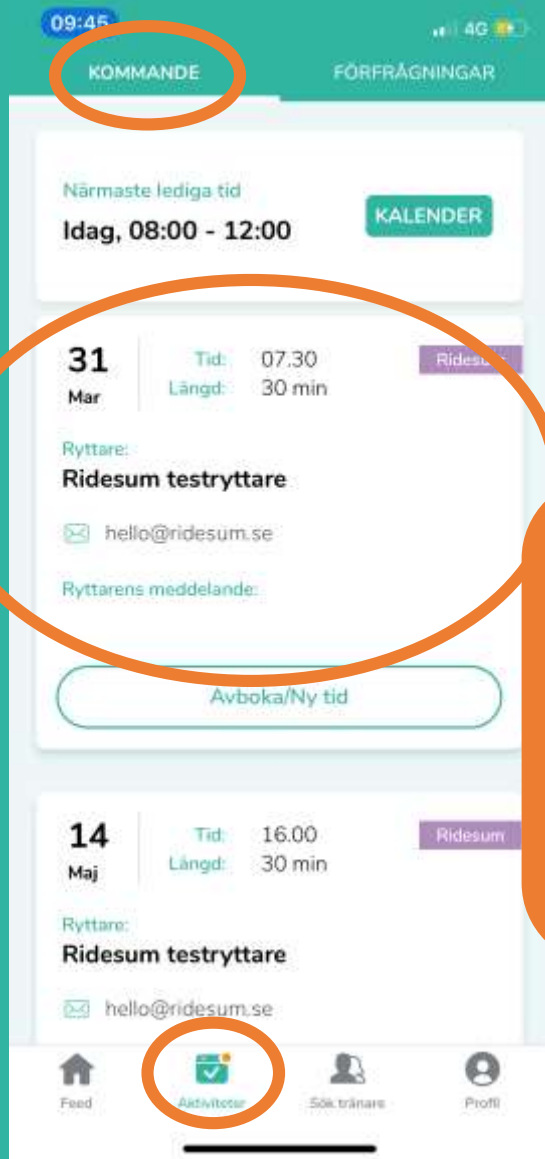 09:45 4G
KOMMANDE FÖRFRÅGNINGAR
Närmaste lediga tid
Idag, 08:00 - 12:00
KALENDER
31
Mar
Tid: 07.30
Längd: 30 min
Ridesum
Ryttare:
Ridesum testryttare
hello@ridesum.se
Ryttarens meddelande:
Avboka/Ny tid
14
Maj
Tid: 16.00
Längd: 30 min
Ridesum
Ryttare:
Ridesum testryttare
hello@ridesum.se
Feed Aktiviteter Sök tränare Profil